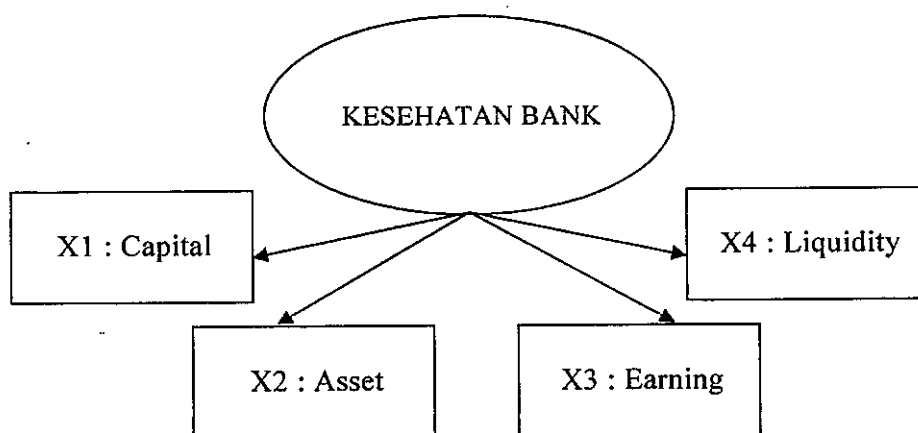 KESEHATAN BANK
X1 : Capital
X4 : Liquidity
X2 : Asset
X3 : Earning